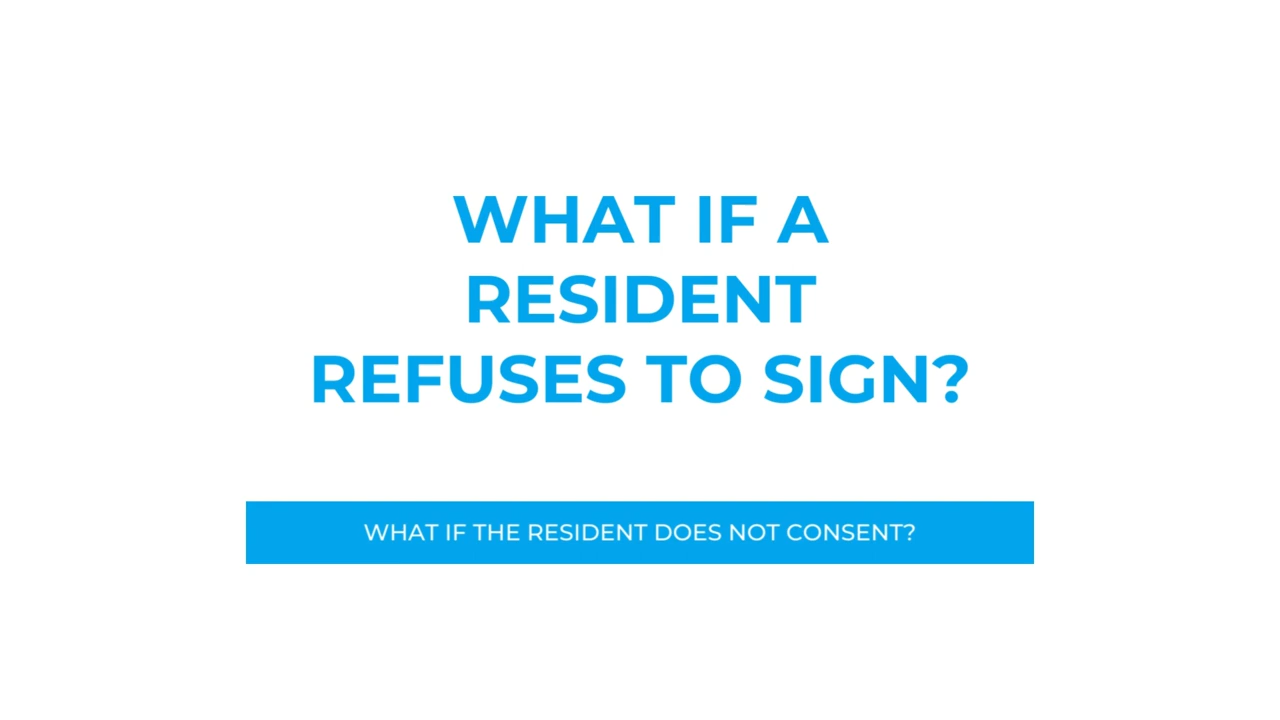 WHAT IF A
RESIDENT
REFUSES TO SIGN?
WHAT IF THE RESIDENT DOES NOT CONSENT?